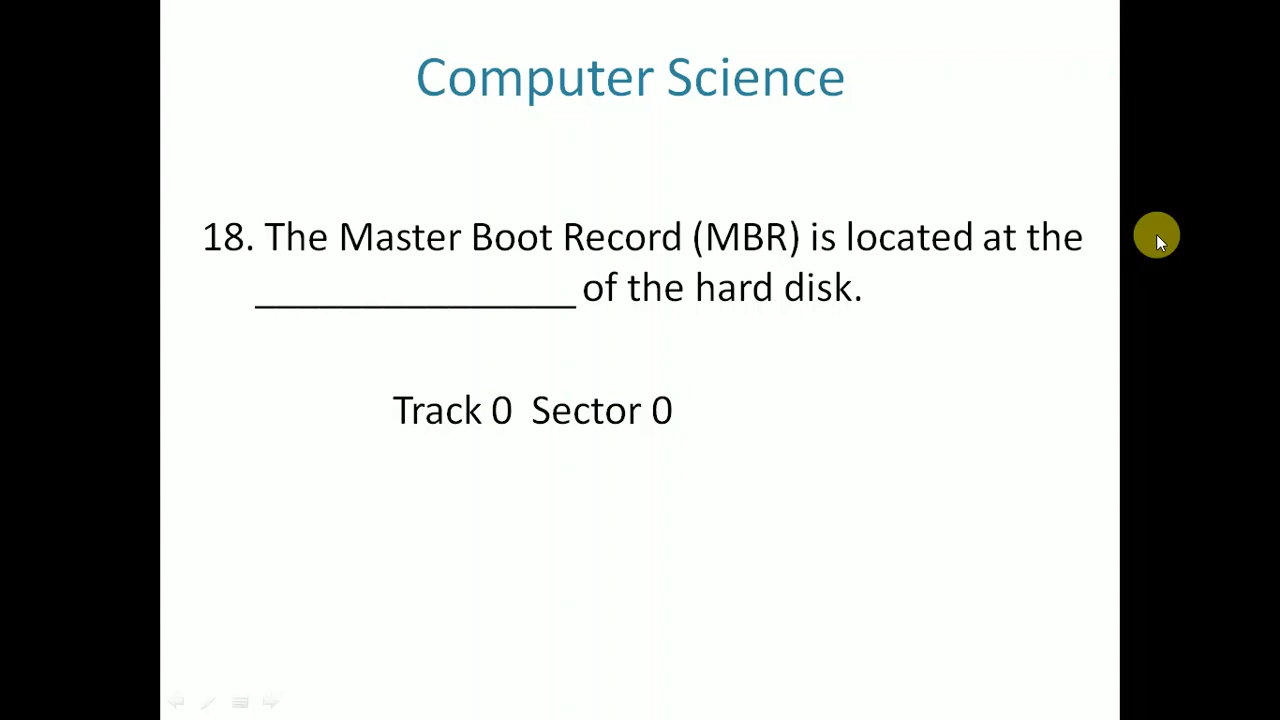 Computer Science
18. The Master Boot Record (MBR) is located at the
_______________ of the hard disk.
Track 0 Sector 0